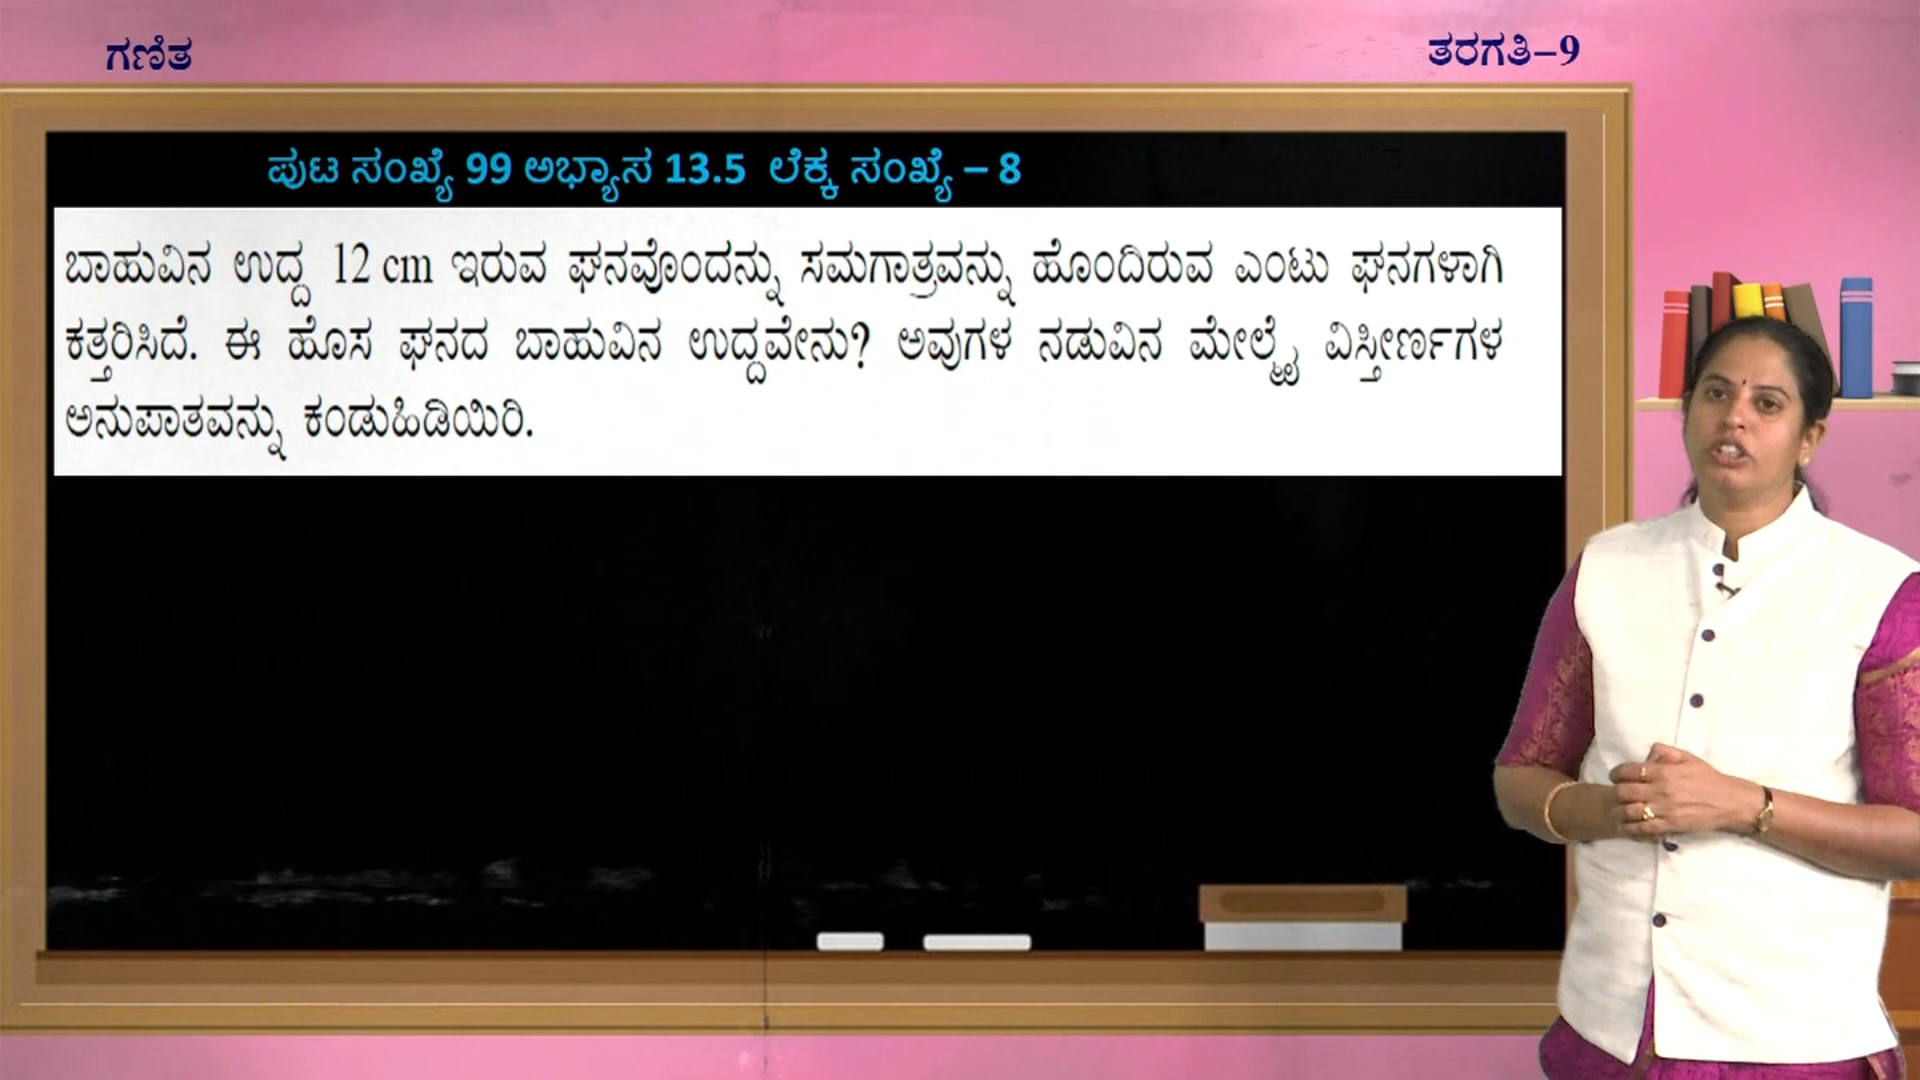 ಗಣಿತ
ತರಗತಿ–9
ಪುಟ ಸಂಖ್ಯೆ 99 ಅಭ್ಯಾಸ 13.5 ಲೆಕ್ಕ ಸಂಖ್ಯೆ – 8
ಬಾಹುವಿನ ಉದ್ದ 12 cm ಇರುವ ಘನವೊಂದನ್ನು ಸಮಗಾತ್ರವನ್ನು ಹೊಂದಿರುವ ಎಂಟು ಘನಗಳಾಗಿ
ಕತ್ತರಿಸಿದೆ. ಈ ಹೊಸ ಘನದ ಬಾಹುವಿನ ಉದ್ದವೇನು? ಅವುಗಳ ನಡುವಿನ ಮೇಲ್ಮೈ ವಿಸ್ತೀರ್ಣಗಳ
ಅನುಪಾತವನ್ನು ಕಂಡುಹಿಡಿಯಿರಿ.